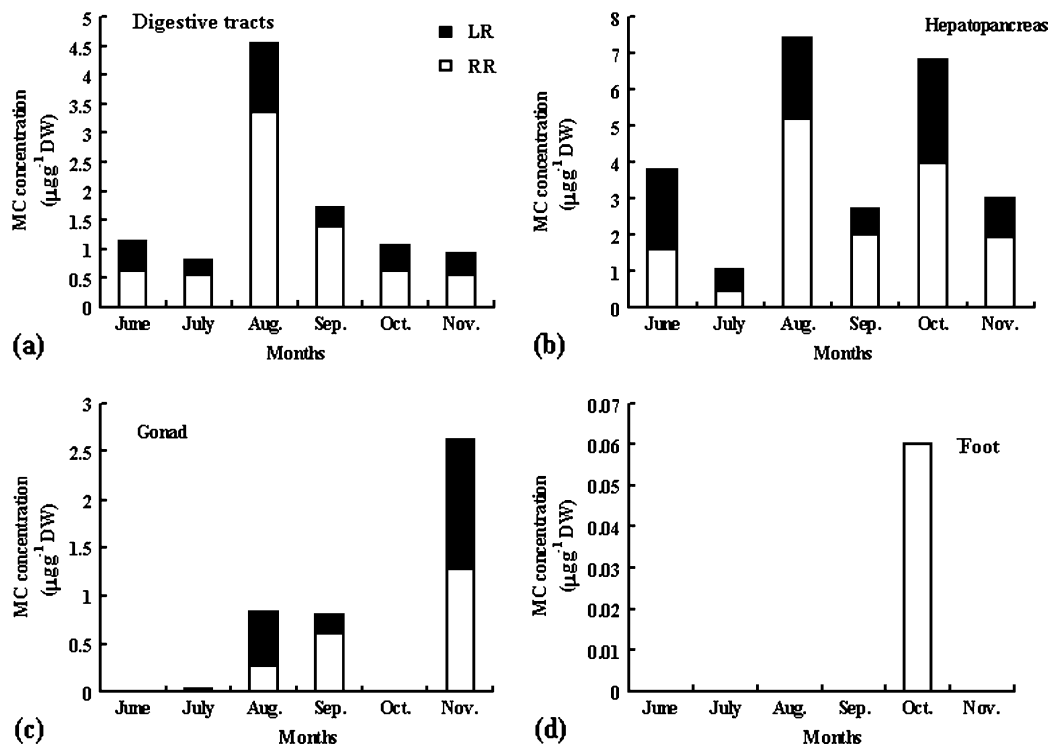 Digestive tracts
LR
RR
MC concentration
(μgg-1 DW)
5
4.5
4
3.5
3
2.5
2
1.5
1
0.5
0
June July Aug. Sep. Oct. Nov.
Months
(a)
Hepatopancreas
MC concentration
(μgg-1 DW)
8
7
6
5
4
3
2
1
0
June July Aug. Sep. Oct. Nov.
Months
(b)
Gonad
MC concentration
(μgg-1 DW)
3
2.5
2
1.5
1
0.5
0
June July Aug. Sep. Oct. Nov.
Months
(c)
Foot
MC concentration
(μgg-1 DW)
0.07
0.06
0.05
0.04
0.03
0.02
0.01
0
June July Aug. Sep. Oct. Nov.
Months
(d)